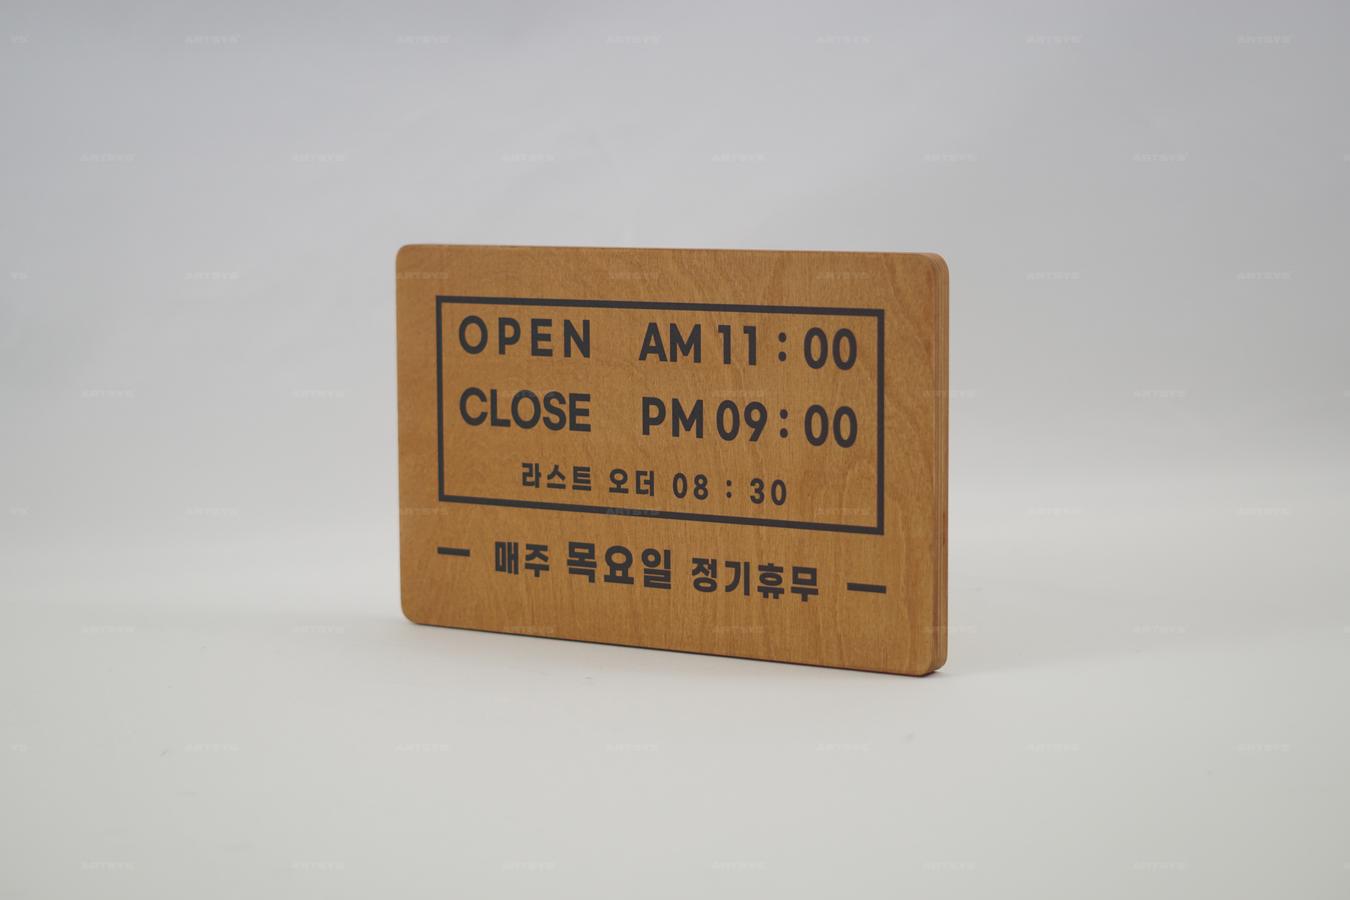 OPEN AM 11 : 00
CLOSE PM 09 : 00
라스트 오더 08 : 30
— 매주 목요일 정기휴무 —
ARTSYS